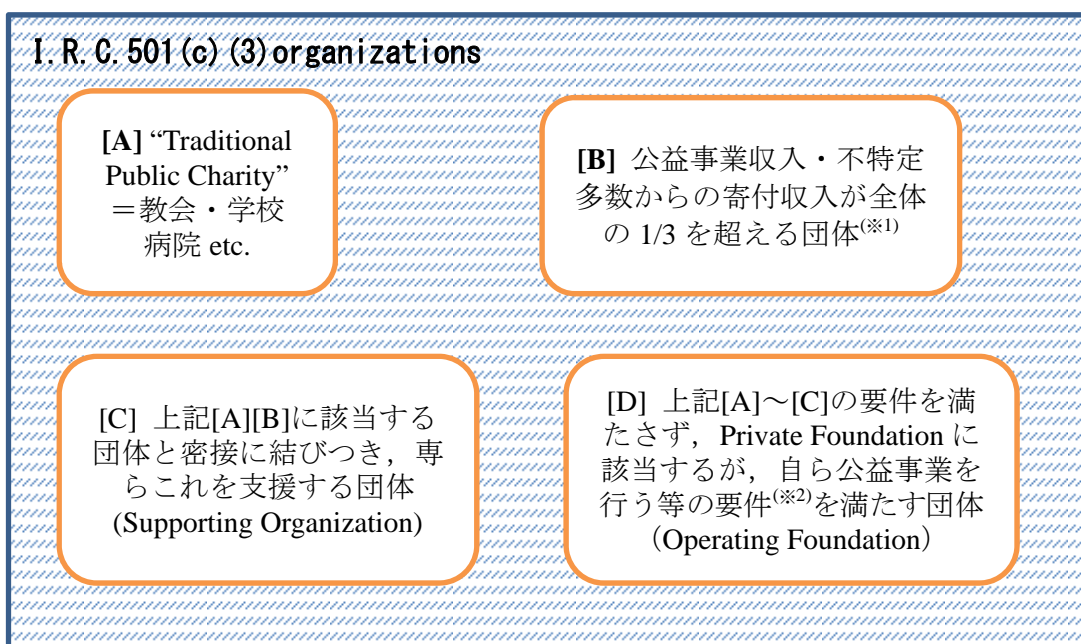 I.R.C.501(c)(3)organizations
[A] “Traditional
Public Charity”
＝教会・学校
病院 etc.
[B] 公益事業収入・不特定
多数からの寄付収入が全体
の 1/3 を超える団体(※1)
[C] 上記[A][B]に該当する
団体と密接に結びつき，専
らこれを支援する団体
(Supporting Organization)
[D] 上記[A]～[C]の要件を満
たさず，Private Foundation に
該当するが，自ら公益事業を
行う等の要件(※2)を満たす団体
（Operating Foundation）